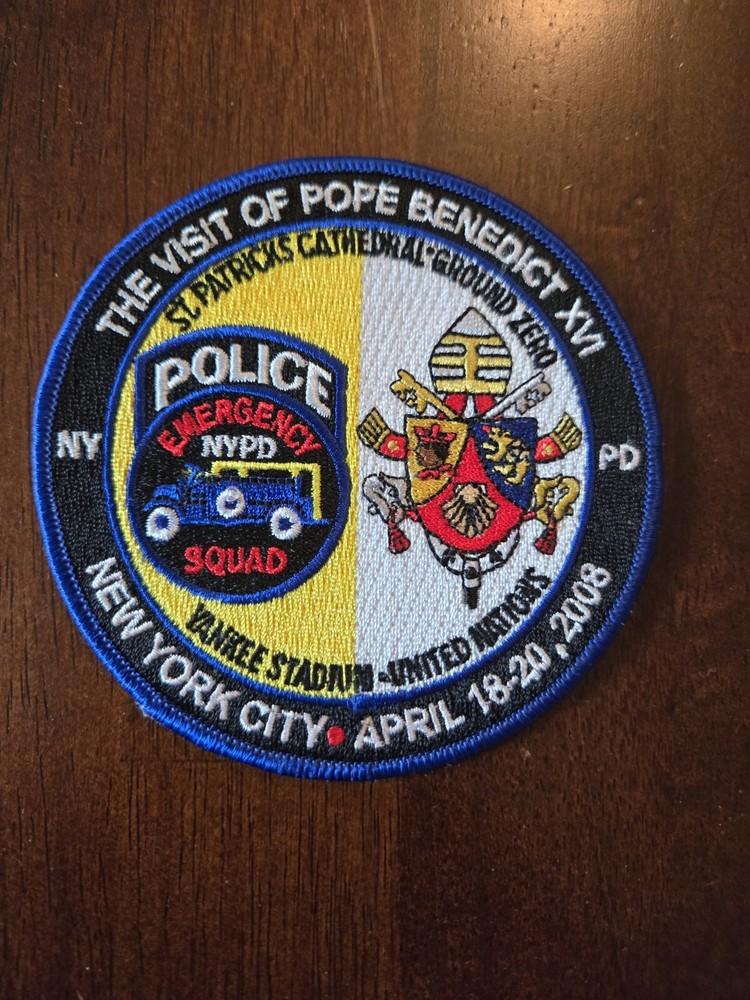 THE VISIT OF POPE BENEDICT XVI
ST. PATRICKS CATHEDRAL-GROUND ZERO
POLICE
EMERGENCY
NYPD
SQUAD
NY
PD
YANKEE STADIUM-UNITED NATIONS
NEW YORK CITY • APRIL 18-20, 2008